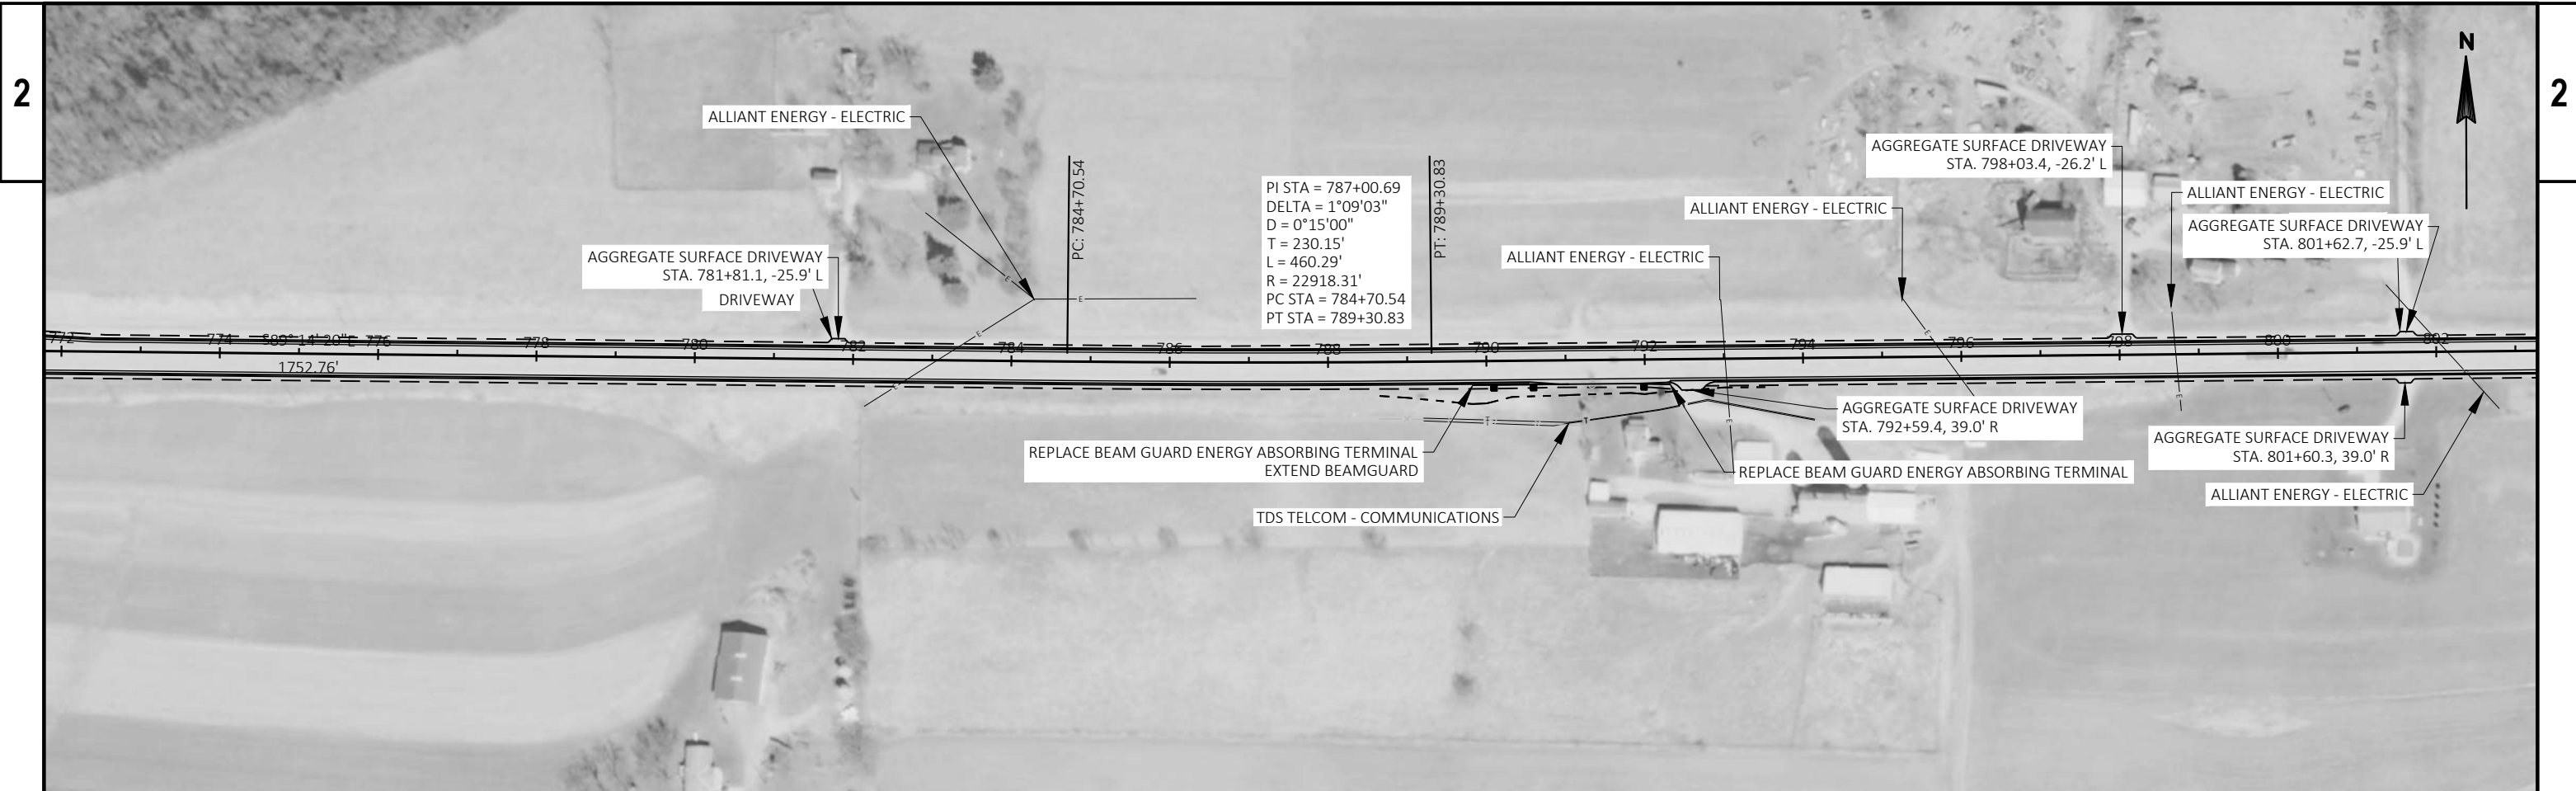 2
2
N
ALLIANT ENERGY - ELECTRIC
AGGREGATE SURFACE DRIVEWAY
STA. 781+81.1, -25.9' L
DRIVEWAY
PC: 784+70.54
PI STA = 787+00.69
DELTA = 1°09'03"
D = 0°15'00"
T = 230.15'
L = 460.29'
R = 22918.31'
PC STA = 784+70.54
PT STA = 789+30.83
PT: 789+30.83
ALLIANT ENERGY - ELECTRIC
ALLIANT ENERGY - ELECTRIC
AGGREGATE SURFACE DRIVEWAY
STA. 798+03.4, -26.2' L
ALLIANT ENERGY - ELECTRIC
AGGREGATE SURFACE DRIVEWAY
STA. 801+62.7, -25.9' L
E
E
E
E
E
E
E
E
772
774
S89° 14' 20"E
776
778
780
782
784
786
788
790
792
794
796
798
800
802
1752.76'
T
T
T
REPLACE BEAM GUARD ENERGY ABSORBING TERMINAL
EXTEND BEAMGUARD
TDS TELCOM - COMMUNICATIONS
AGGREGATE SURFACE DRIVEWAY
STA. 792+59.4, 39.0' R
REPLACE BEAM GUARD ENERGY ABSORBING TERMINAL
AGGREGATE SURFACE DRIVEWAY
STA. 801+60.3, 39.0' R
ALLIANT ENERGY - ELECTRIC